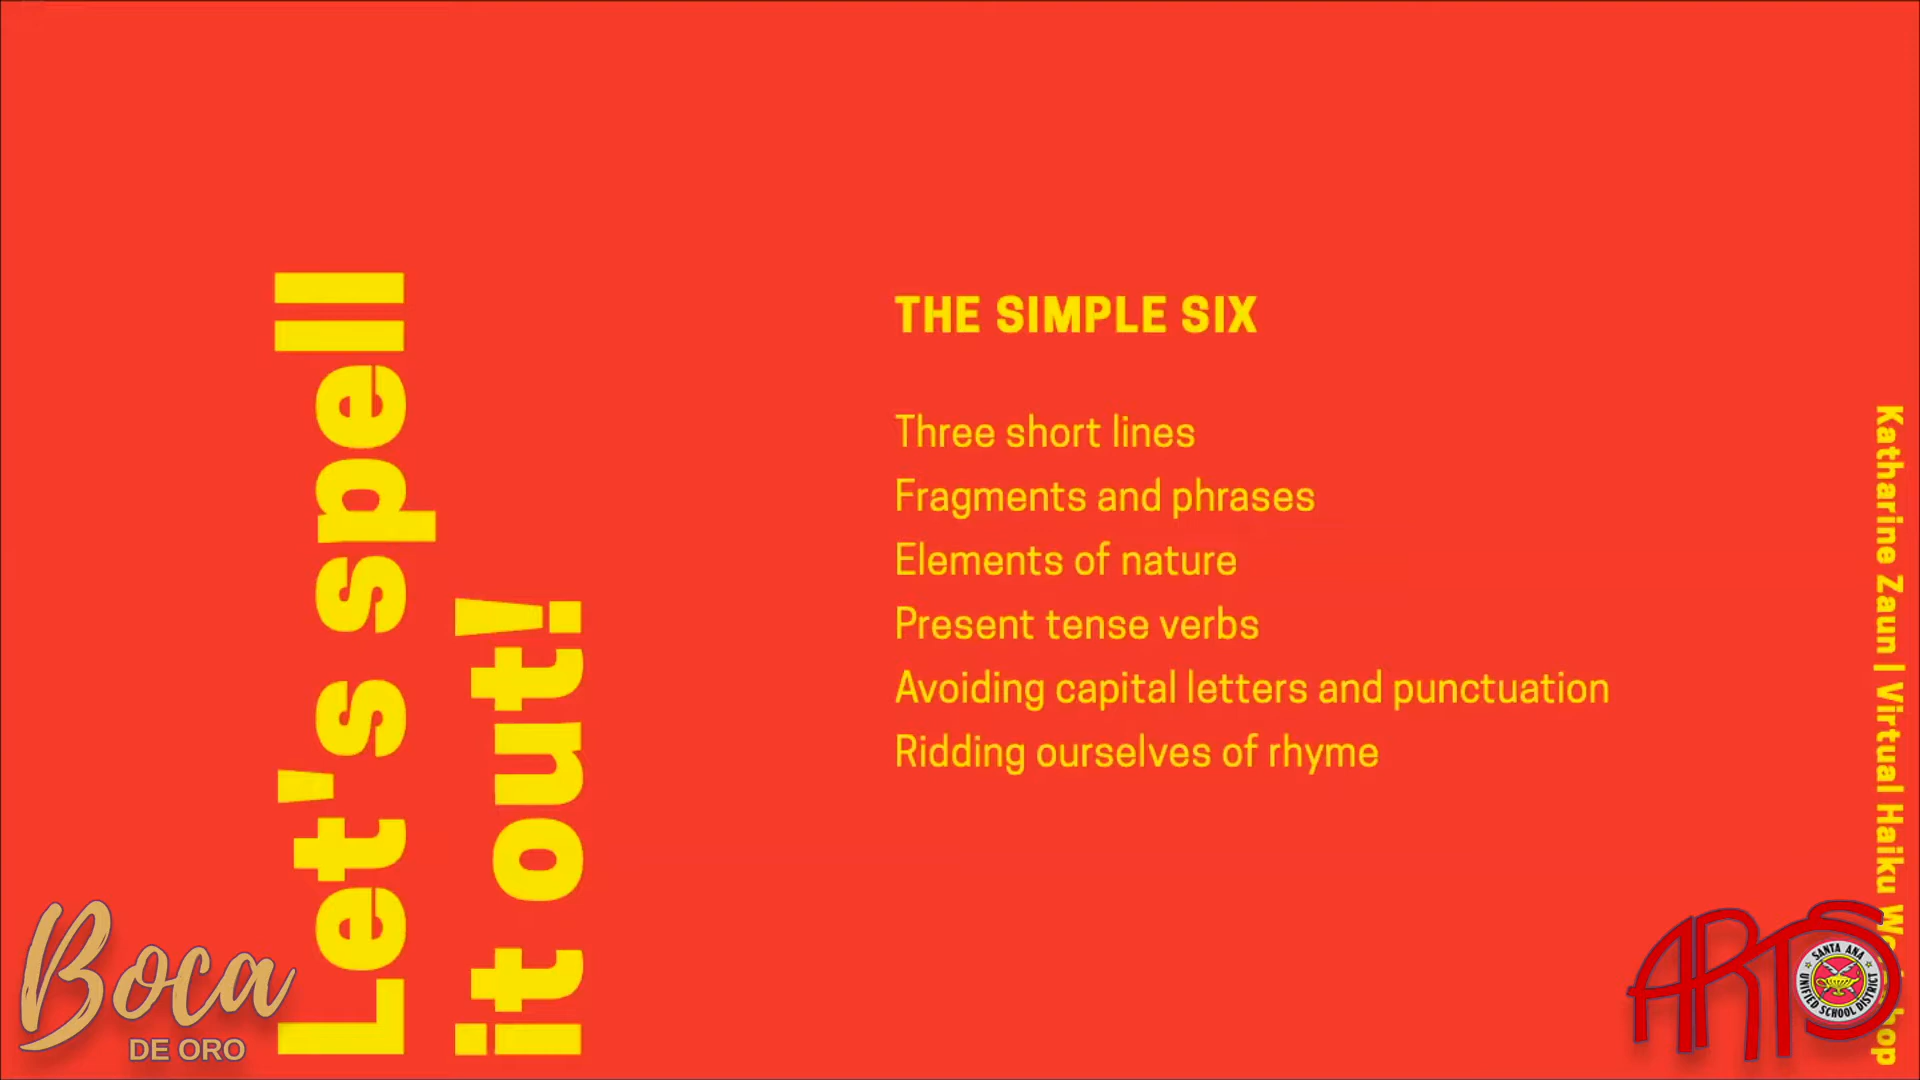 Let's spell
it out!
THE SIMPLE SIX
Three short lines
Fragments and phrases
Elements of nature
Present tense verbs
Avoiding capital letters and punctuation
Ridding ourselves of rhyme
Katharine Zaun | Virtual Haiku
Boca
DE ORO
ARTS
SANTA ANA
UNIFIED SCHOOL DISTRICT